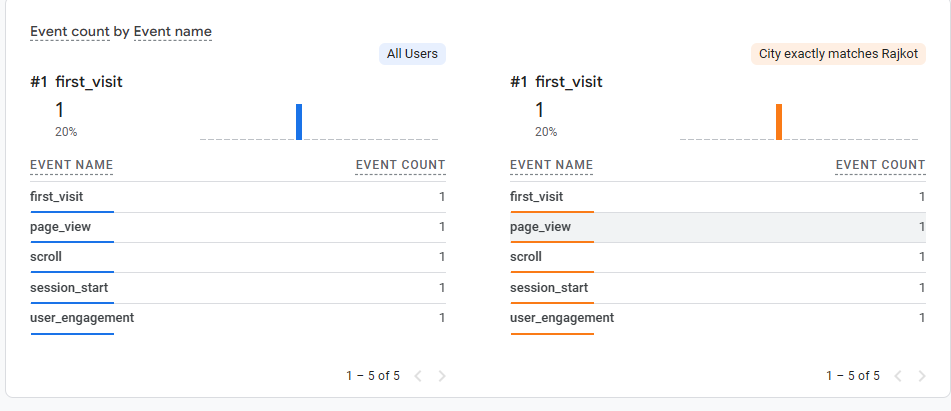 Event count by Event name
All Users
#1 first_visit
1
20%
EVENT NAME EVENT COUNT
first_visit 1
page_view 1
scroll 1
session_start 1
user_engagement 1
1 – 5 of 5
City exactly matches Rajkot
#1 first_visit
1
20%
EVENT NAME EVENT COUNT
first_visit 1
page_view 1
scroll 1
session_start 1
user_engagement 1
1 – 5 of 5